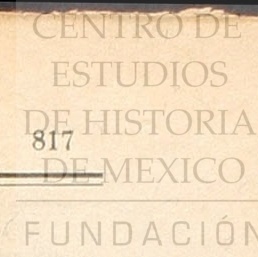 CENTRO DE
ESTUDIOS
DE HISTORIA
817
DE MEXICO
FUNDACIÓN